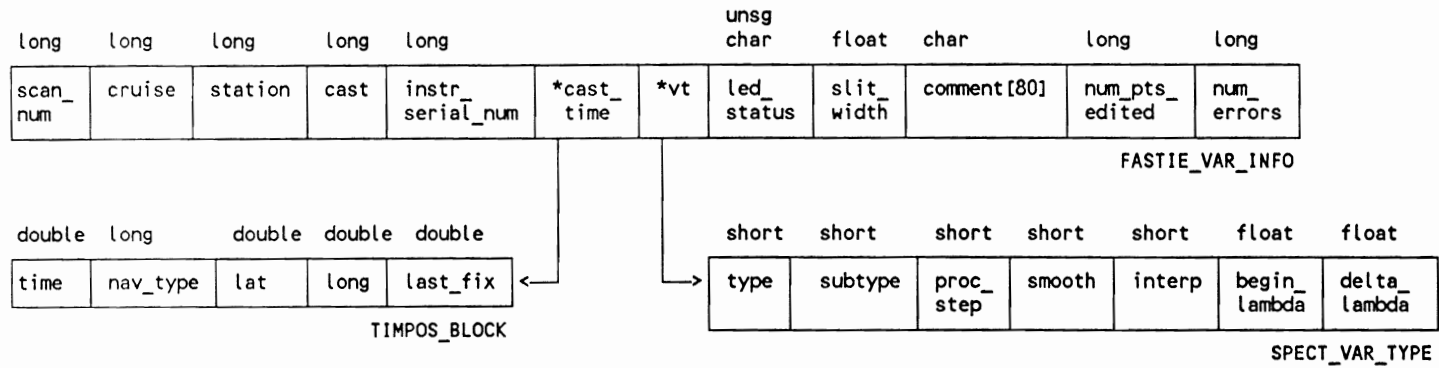 unsg
long long long long long char float char long long
scan_ cruise station cast instr_ *cast_ *vt led_ slit_ comment[80] num_pts_ num_
num serial_num time status width edited errors
FASTIE_VAR_INFO
double long double double double short short short short short float float
time nav_type lat long last_fix type subtype proc_ smooth interp begin_ delta_
step lambda lambda
TIMPOS_BLOCK
SPECT_VAR_TYPE